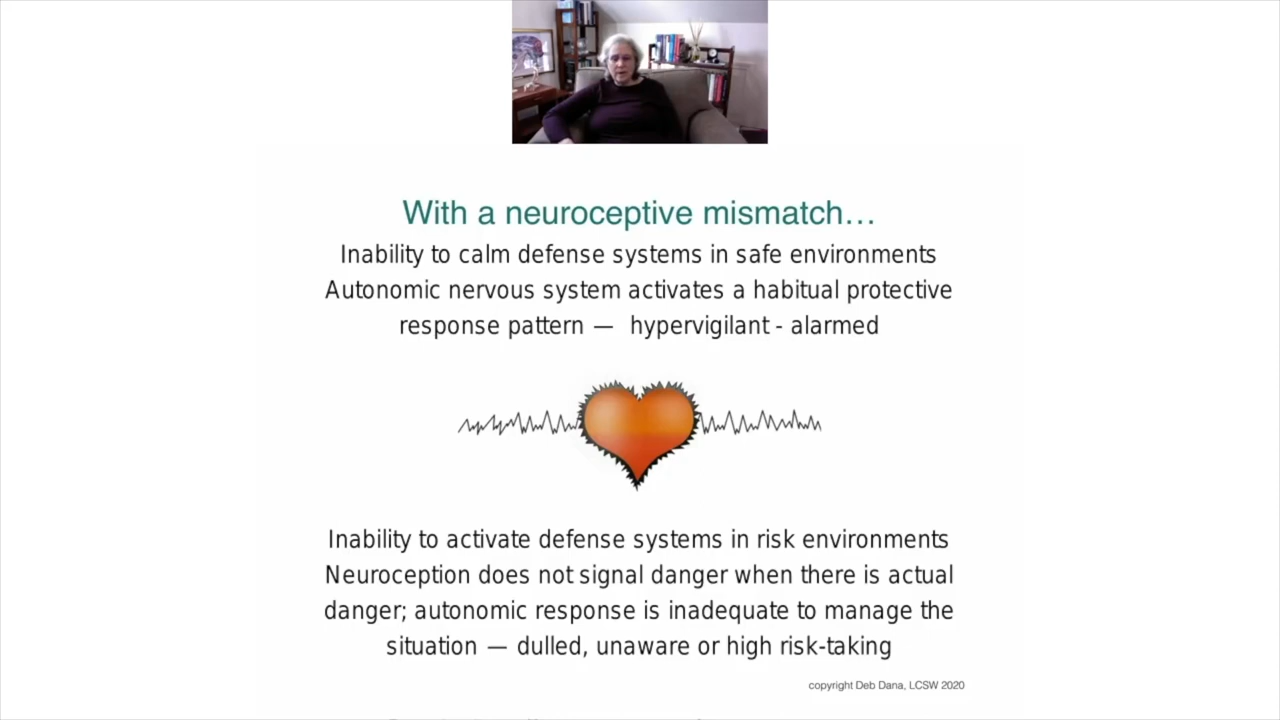 With a neuroceptive mismatch…
Inability to calm defense systems in safe environments
Autonomic nervous system activates a habitual protective
response pattern — hypervigilant - alarmed
Inability to activate defense systems in risk environments
Neuroception does not signal danger when there is actual
danger; autonomic response is inadequate to manage the
situation — dulled, unaware or high risk-taking
copyright Deb Dana, LCSW 2020